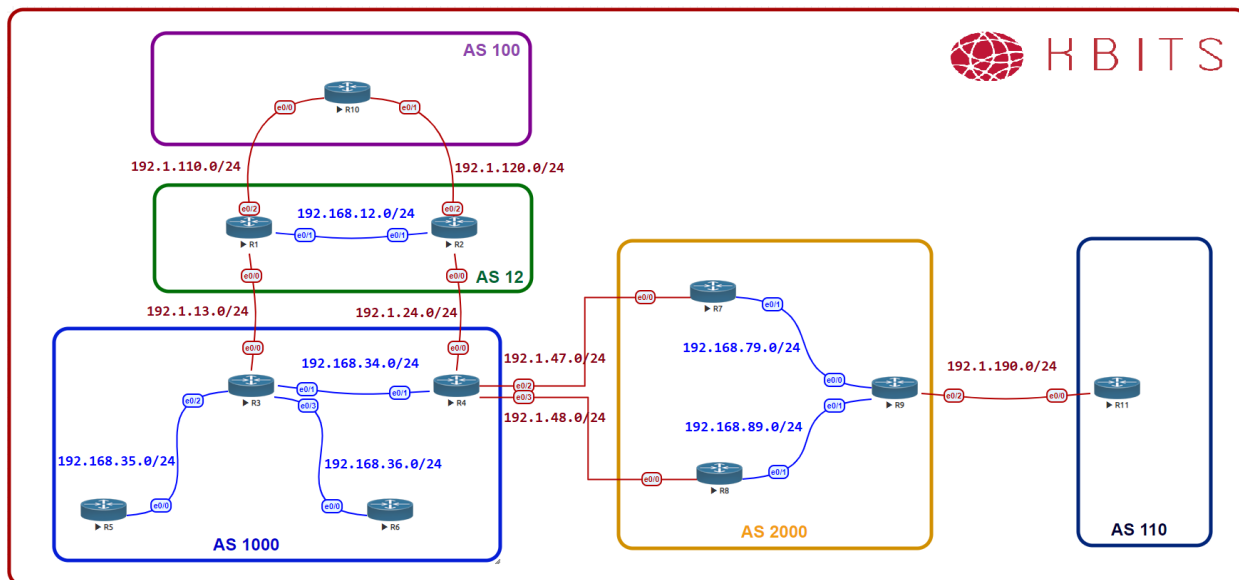 AS 100
KBITS
e0/0
e0/1
R10
192.1.110.0/24
192.1.120.0/24
e0/2
192.168.12.0/24
e0/2
R1
e0/1
e0/1
R2
e0/0
e0/0
AS 12
192.1.13.0/24
192.1.24.0/24
e0/0
192.168.34.0/24
e0/0
e0/2
R3
e0/1
e0/3
e0/1
R4
e0/2
e0/3
192.1.47.0/24
192.1.48.0/24
192.168.35.0/24
192.168.36.0/24
R5
e0/0
e0/0
R6
AS 1000
e0/0
R7
e0/1
192.168.79.0/24
e0/0
e0/1
R9
e0/2
192.168.89.0/24
e0/0
R8
e0/1
AS 2000
192.1.190.0/24
e0/0
R11
AS 110